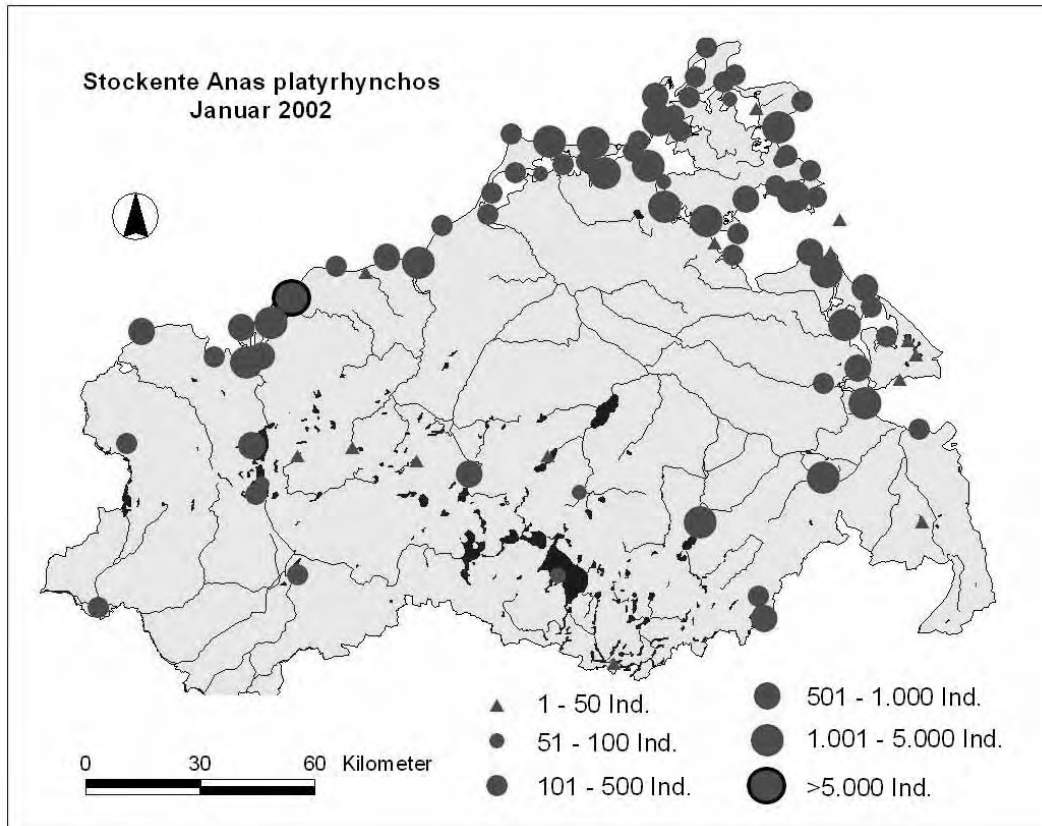 Stockente Anas platyrhynchos
Januar 2002
1 - 50 Ind.
51 - 100 Ind.
101 - 500 Ind.
501 - 1.000 Ind.
1.001 - 5.000 Ind.
>5.000 Ind.
0 30 60 Kilometer